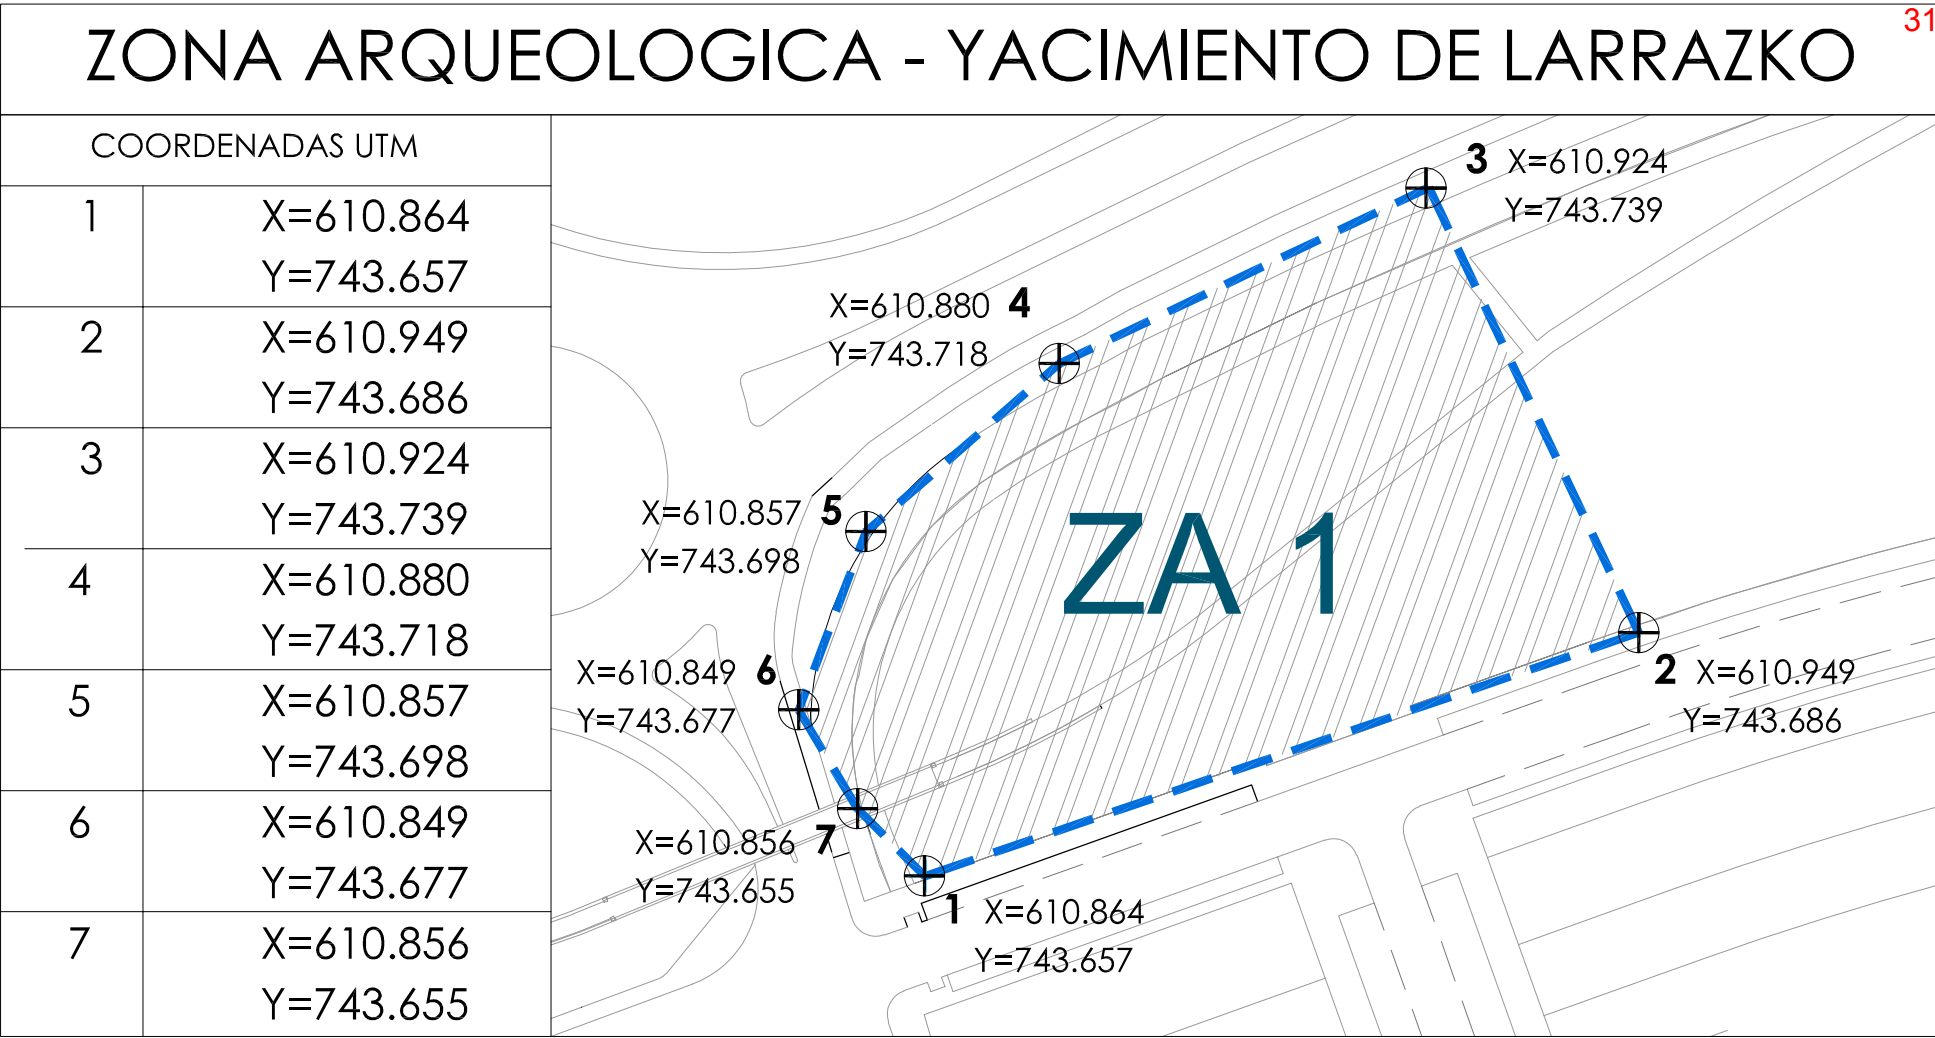 31
ZONA ARQUEOLOGICA - YACIMIENTO DE LARRAZKO
COORDENADAS UTM
1 X=610.864
Y=743.657
2 X=610.949
Y=743.686
3 X=610.924
Y=743.739
4 X=610.880
Y=743.718
5 X=610.857
Y=743.698
6 X=610.849
Y=743.677
7 X=610.856
Y=743.655
3 X=610.924
Y=743.739
X=610.880 4
Y=743.718
X=610.857 5
Y=743.698
ZA 1
X=610.849 6
Y=743.677
2 X=610.949
Y=743.686
X=610.856 7
Y=743.655
1 X=610.864
Y=743.657